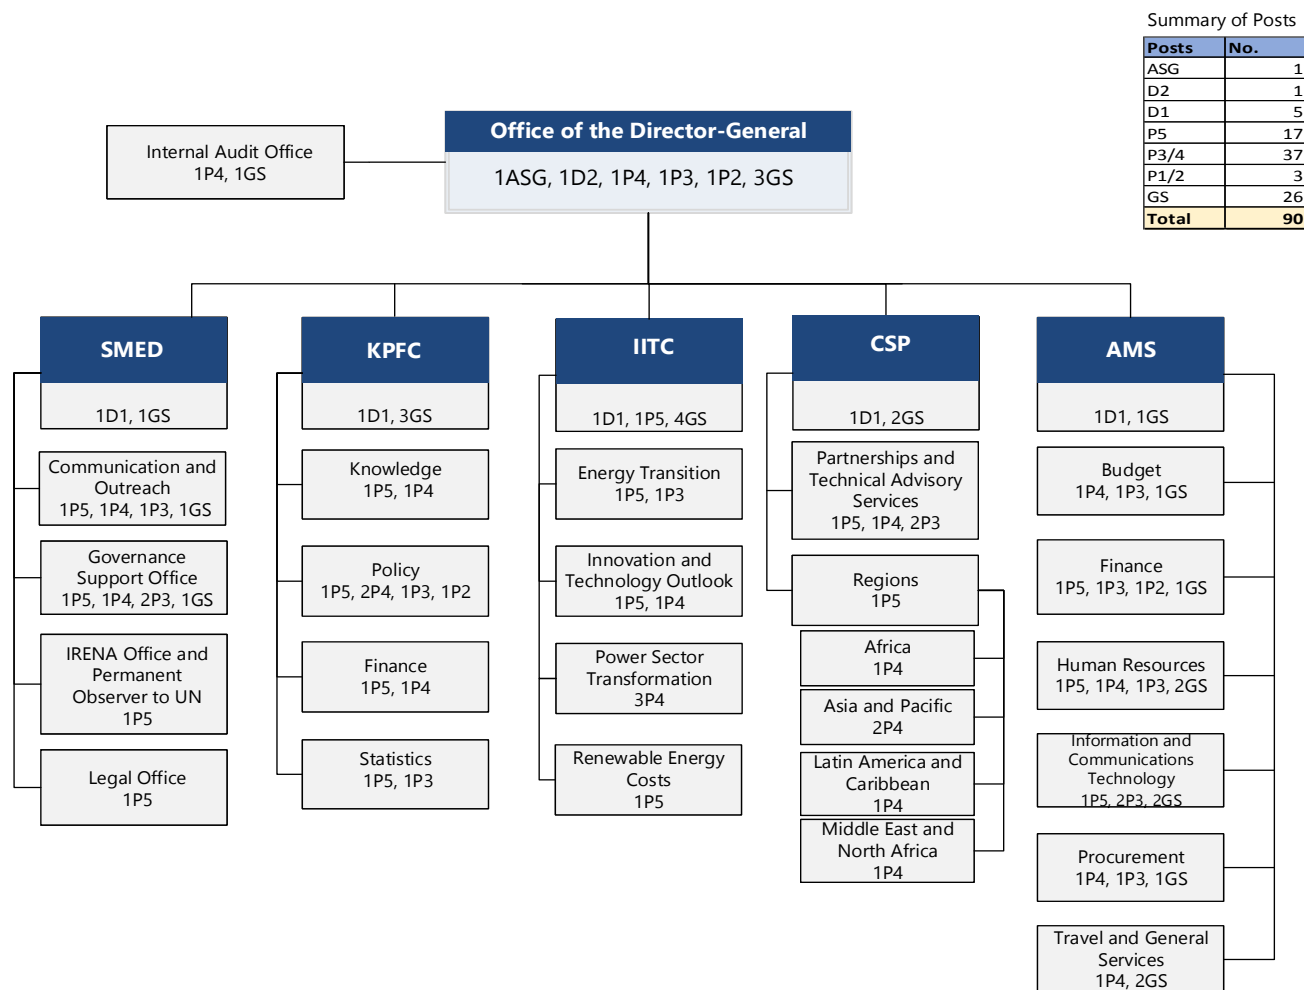 Summary of Posts
Posts No.
ASG 1
D2 1
D1 5
P5 17
P3/4 37
P1/2 3
GS 26
Total 90
Office of the Director-General
1ASG, 1D2, 1P4, 1P3, 1P2, 3GS
Internal Audit Office
1P4, 1GS
SMED
1D1, 1GS
Communication and
Outreach
1P5, 1P4, 1P3, 1GS
Governance
Support Office
1P5, 1P4, 2P3, 1GS
IRENA Office and
Permanent
Observer to UN
1P5
Legal Office
1P5
KPFC
1D1, 3GS
Knowledge
1P5, 1P4
Policy
1P5, 2P4, 1P3, 1P2
Finance
1P5, 1P4
Statistics
1P5, 1P3
IITC
1D1, 1P5, 4GS
Energy Transition
1P5, 1P3
Innovation and
Technology Outlook
1P5, 1P4
Power Sector
Transformation
3P4
Renewable Energy
Costs
1P5
CSP
1D1, 2GS
Partnerships and
Technical Advisory
Services
1P5, 1P4, 2P3
Regions
1P5
Africa
1P4
Asia and Pacific
2P4
Latin America and
Caribbean
1P4
Middle East and
North Africa
1P4
AMS
1D1, 1GS
Budget
1P4, 1P3, 1GS
Finance
1P5, 1P3, 1P2, 1GS
Human Resources
1P5, 1P4, 1P3, 2GS
Information and
Communications
Technology
1P5, 2P3, 2GS
Procurement
1P4, 1P3, 1GS
Travel and General
Services
1P4, 2GS